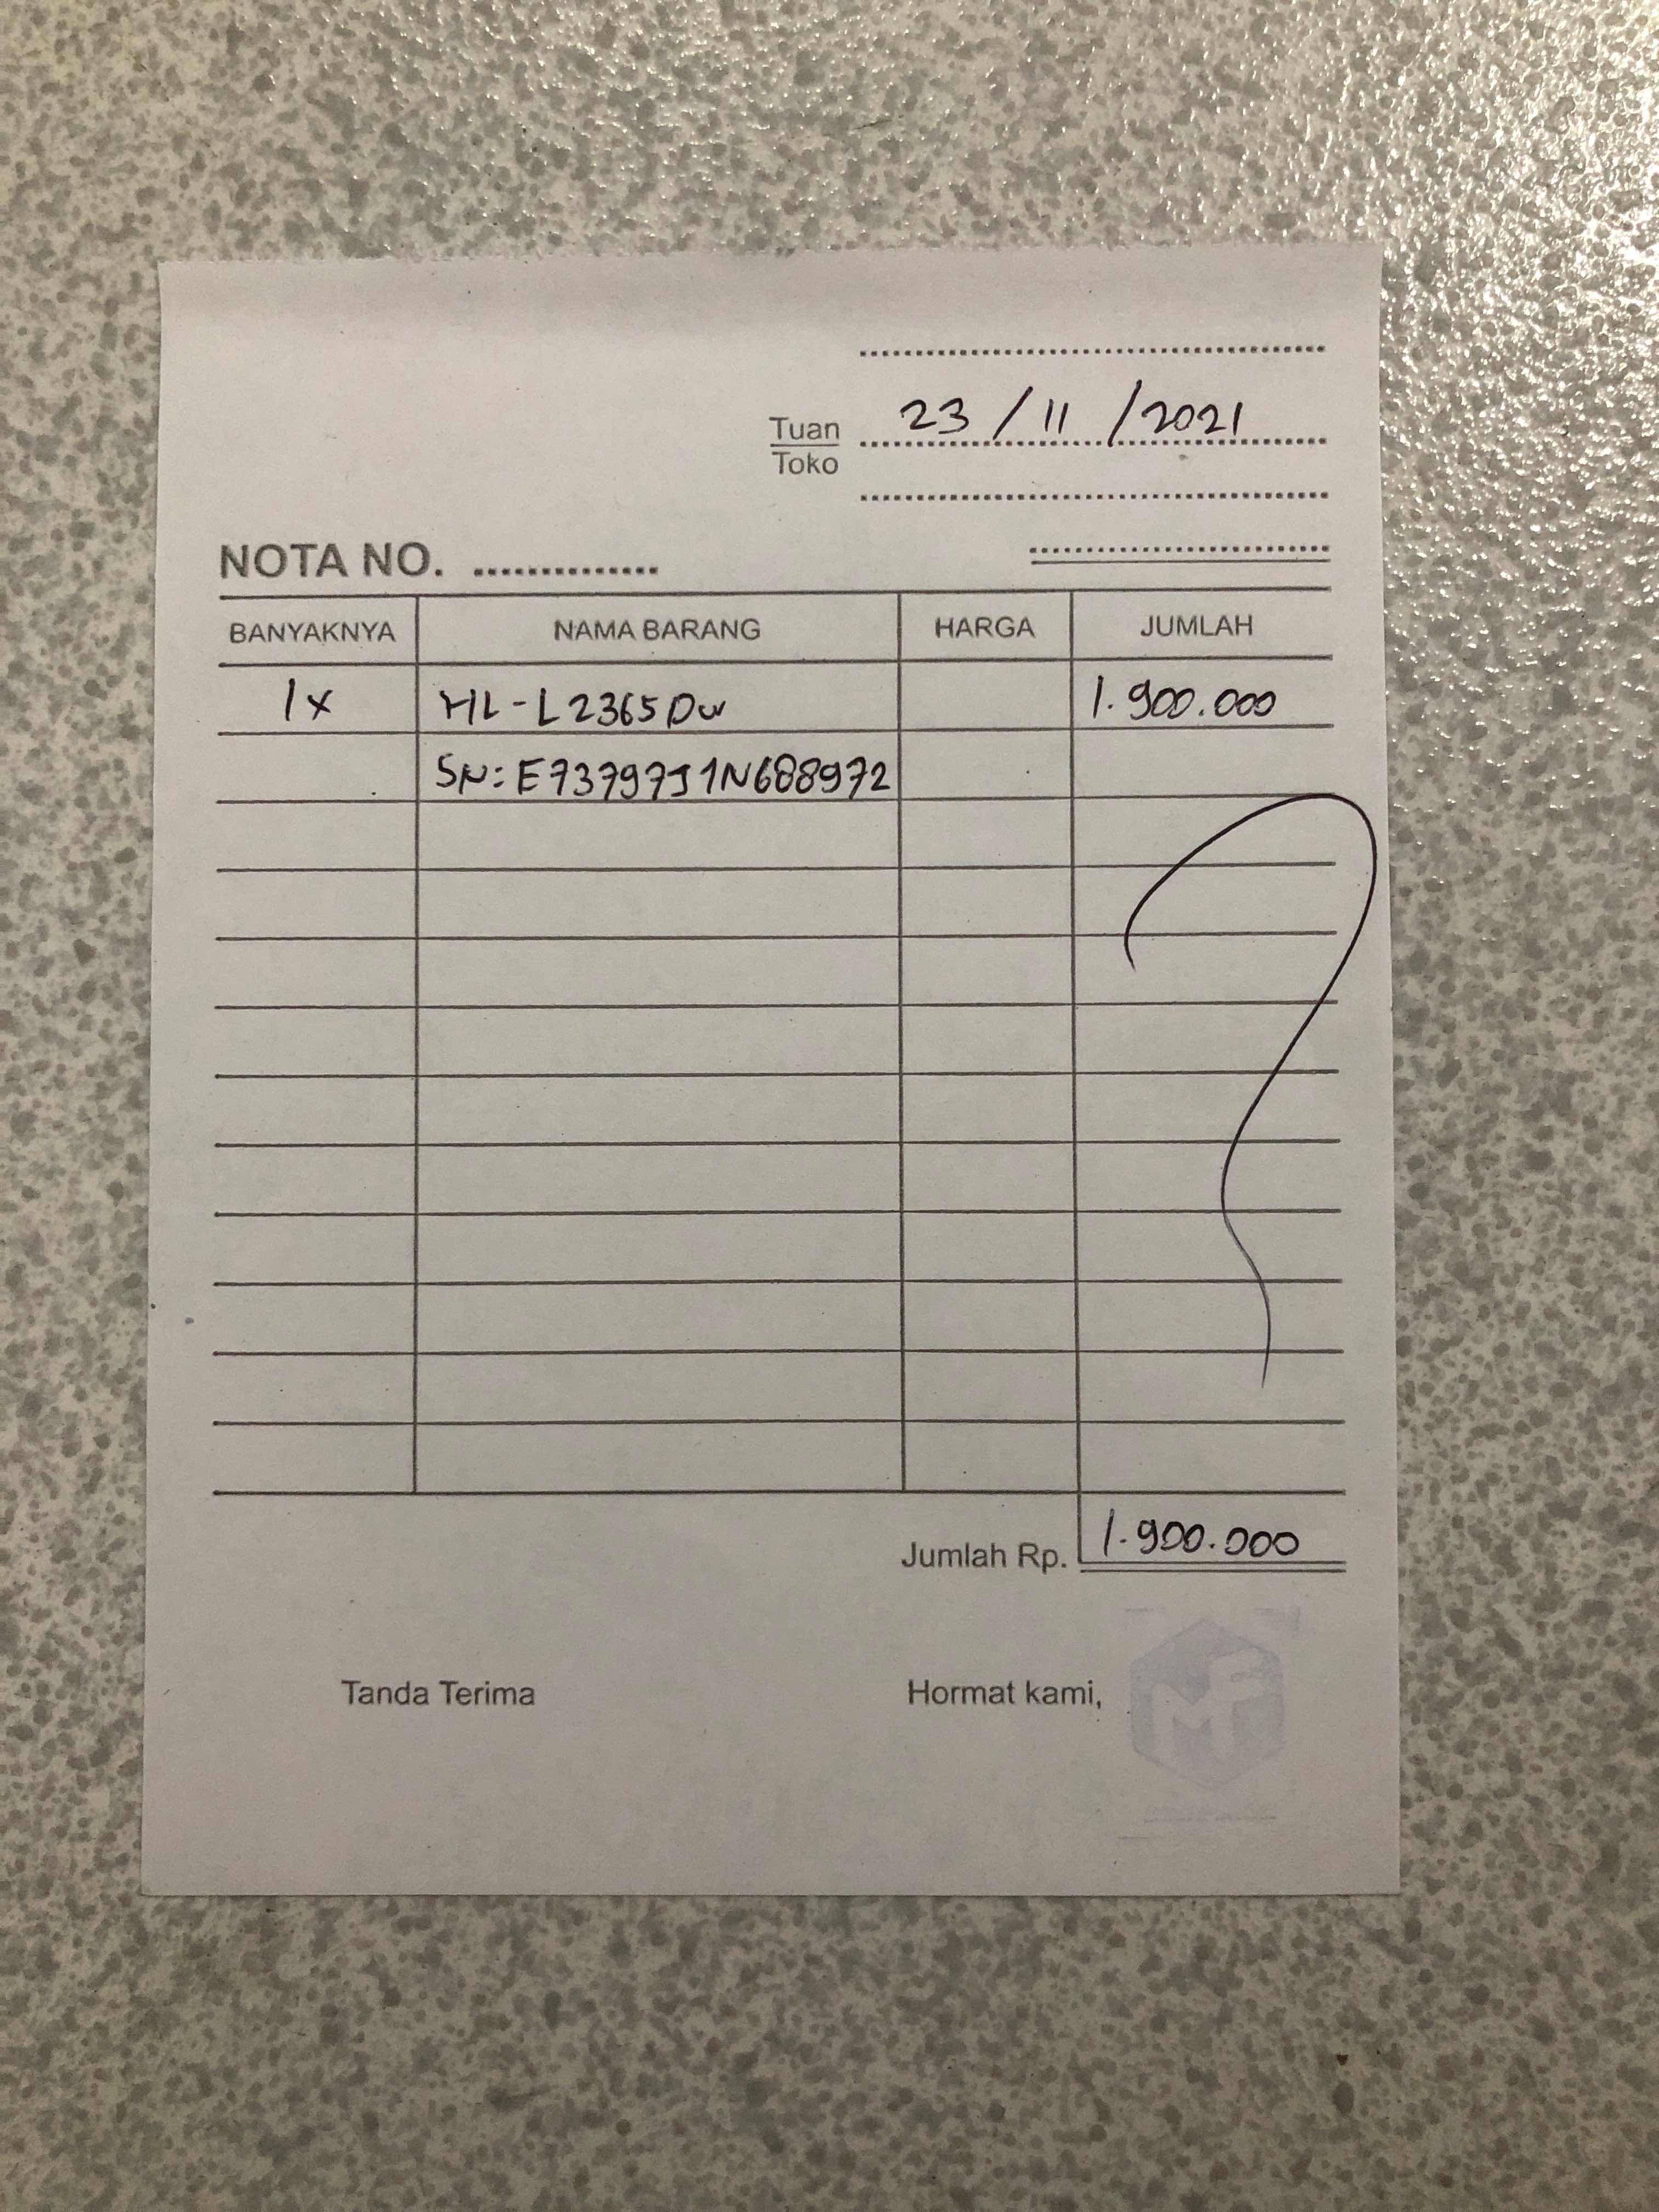 23/11/2021
Tuan
Toko
NOTA NO. ..............
BANYAKNYA NAMA BARANG HARGA JUMLAH
1x HL-L2365DW 1.900.000
SN: E73797J1N688972
Jumlah Rp. 1.900.000
Tanda Terima Hormat kami,
MF